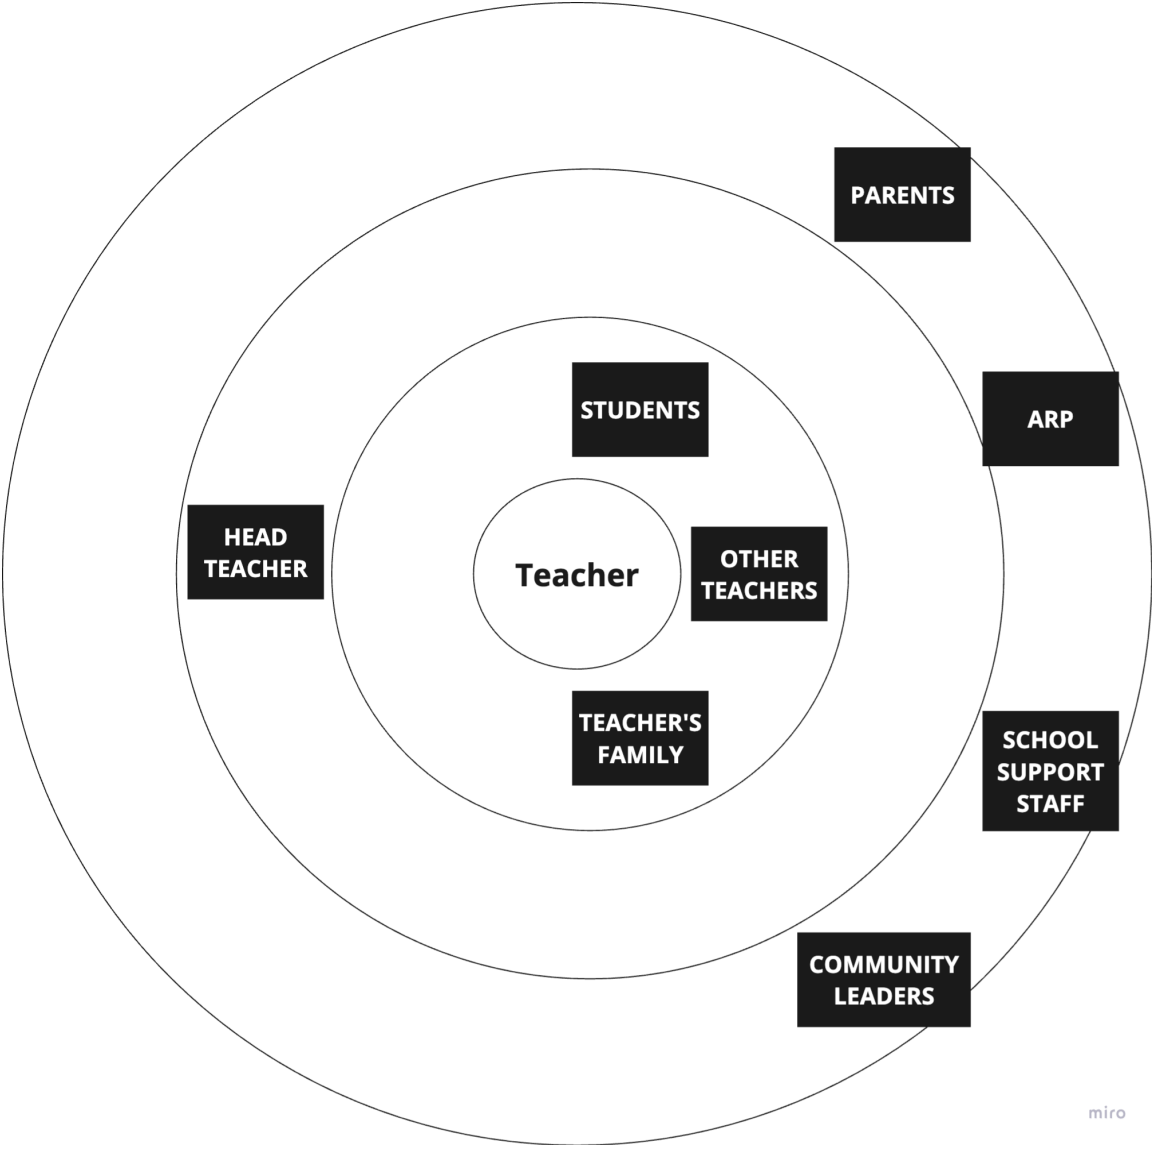 PARENTS
STUDENTS
ARP
HEAD
TEACHER
Teacher
OTHER
TEACHERS
TEACHER'S
FAMILY
SCHOOL
SUPPORT
STAFF
COMMUNITY
LEADERS
miro